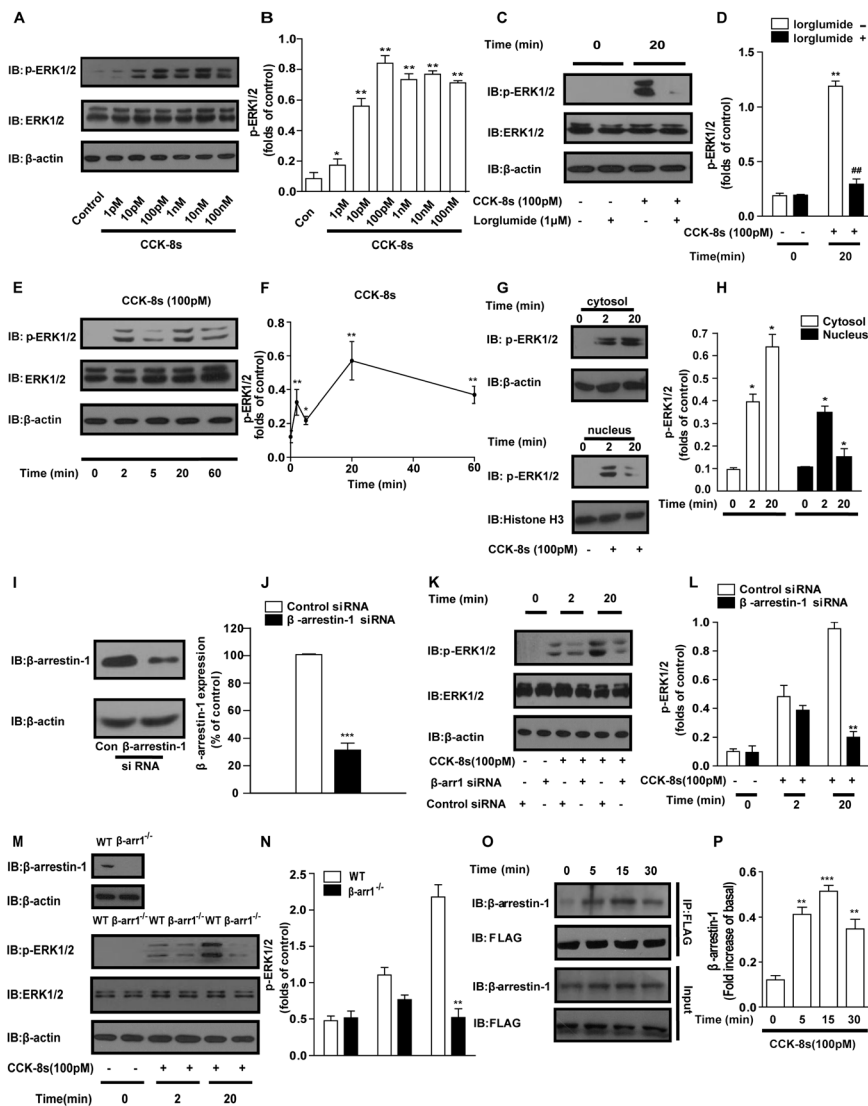 A
IB: p-ERK1/2
IB: ERK1/2
IB: β-actin
Control
1pM
10pM
100pM
1nM
10nM
100nM
CCK-8s
B
p-ERK1/2
(folds of control)
1.0
0.8
0.6
0.4
0.2
0.0
*
**
**
**
**
**
Con
1pM
10pM
100pM
1nM
10nM
100nM
CCK-8s
C
Time (min) 0 20
IB:p-ERK1/2
IB:ERK1/2
IB:β-actin
CCK-8s (100pM) - - + +
Lorglumide (1μM) - + - +
D
lorglumide -
lorglumide +
p-ERK1/2
(folds of control)
1.5
1.0
0.5
0.0
**
##
CCK-8s (100pM) - - + +
Time(min) 0 20
E
CCK-8s (100pM)
IB: p-ERK1/2
IB: ERK1/2
IB:β-actin
Time (min) 0 2 5 20 60
F
CCK-8s
p-ERK1/2
folds of control)
0.8
0.6
0.4
0.2
0.0
**
*
**
**
0 20 40 60
Time (min)
G
Time (min) cytosol
0 2 20
IB: p-ERK1/2
IB:β-actin
nucleus
Time (min) 0 2 20
IB: p-ERK1/2
IB:Histone H3
CCK-8s (100pM) - + +
H
Cytosol
Nucleus
p-ERK1/2
(folds of control)
0.7
0.6
0.5
0.4
0.3
0.2
0.1
0.0
*
*
*
*
0 2 20 0 2 20
I
IB:β-arrestin-1
IB:β-actin
Con β-arrestin-1
si RNA
J
Control siRNA
β -arrestin-1 siRNA
β -arrestin-1 expression
(% of control)
120
100
80
60
40
20
0
***
K
Time (min) 0 2 20
IB:p-ERK1/2
IB:ERK1/2
IB:β-actin
CCK-8s(100pM) - - + + + +
β-arr1 siRNA - + - + - +
Control siRNA + - + - + -
L
Control siRNA
β -arrestin-1 siRNA
p-ERK1/2
(folds of control)
1.0
0.8
0.6
0.4
0.2
0.0
**
CCK-8s(100pM) - - + + + +
Time (min) 0 2 20
M
WT β-arr1-/-
IB:β-arrestin-1
IB:β-actin
WT β-arr1-/- WT β-arr1-/- WT β-arr1-/-
IB:p-ERK1/2
IB:ERK1/2
IB:β-actin
CCK-8s(100pM) - - + + + +
Time(min) 0 2 20
N
WT
β-arr1-/-
p-ERK1/2
(folds of control)
2.5
2.0
1.5
1.0
0.5
0.0
**
O
Time (min) 0 5 15 30
IB:β-arrestin-1
IB: FLAG
IP:FLAG
IB:β-arrestin-1
IB:FLAG
Input
P
β -arrestin-1
(Fold increase of basal)
0.6
0.4
0.2
0.0
**
***
**
Time (min) 0 5 15 30
CCK-8s(100pM)